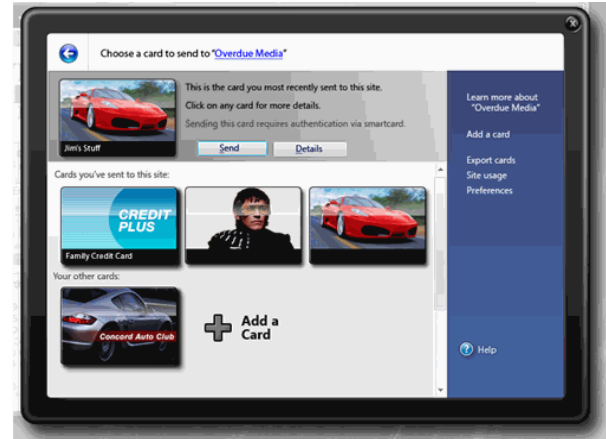 Choose a card to send to "Overdue Media"
This is the card you most recently sent to this site.
Click on any card for more details.
Sending this card requires authentication via smartcard.
Jim's Stuff
Send
Details
Cards you've sent to this site:
CREDIT
PLUS
Family Credit Card
Your other cards:
Concord Auto Club
Add a
Card
Learn more about
"Overdue Media"
Add a card
Export cards
Site usage
Preferences
Help